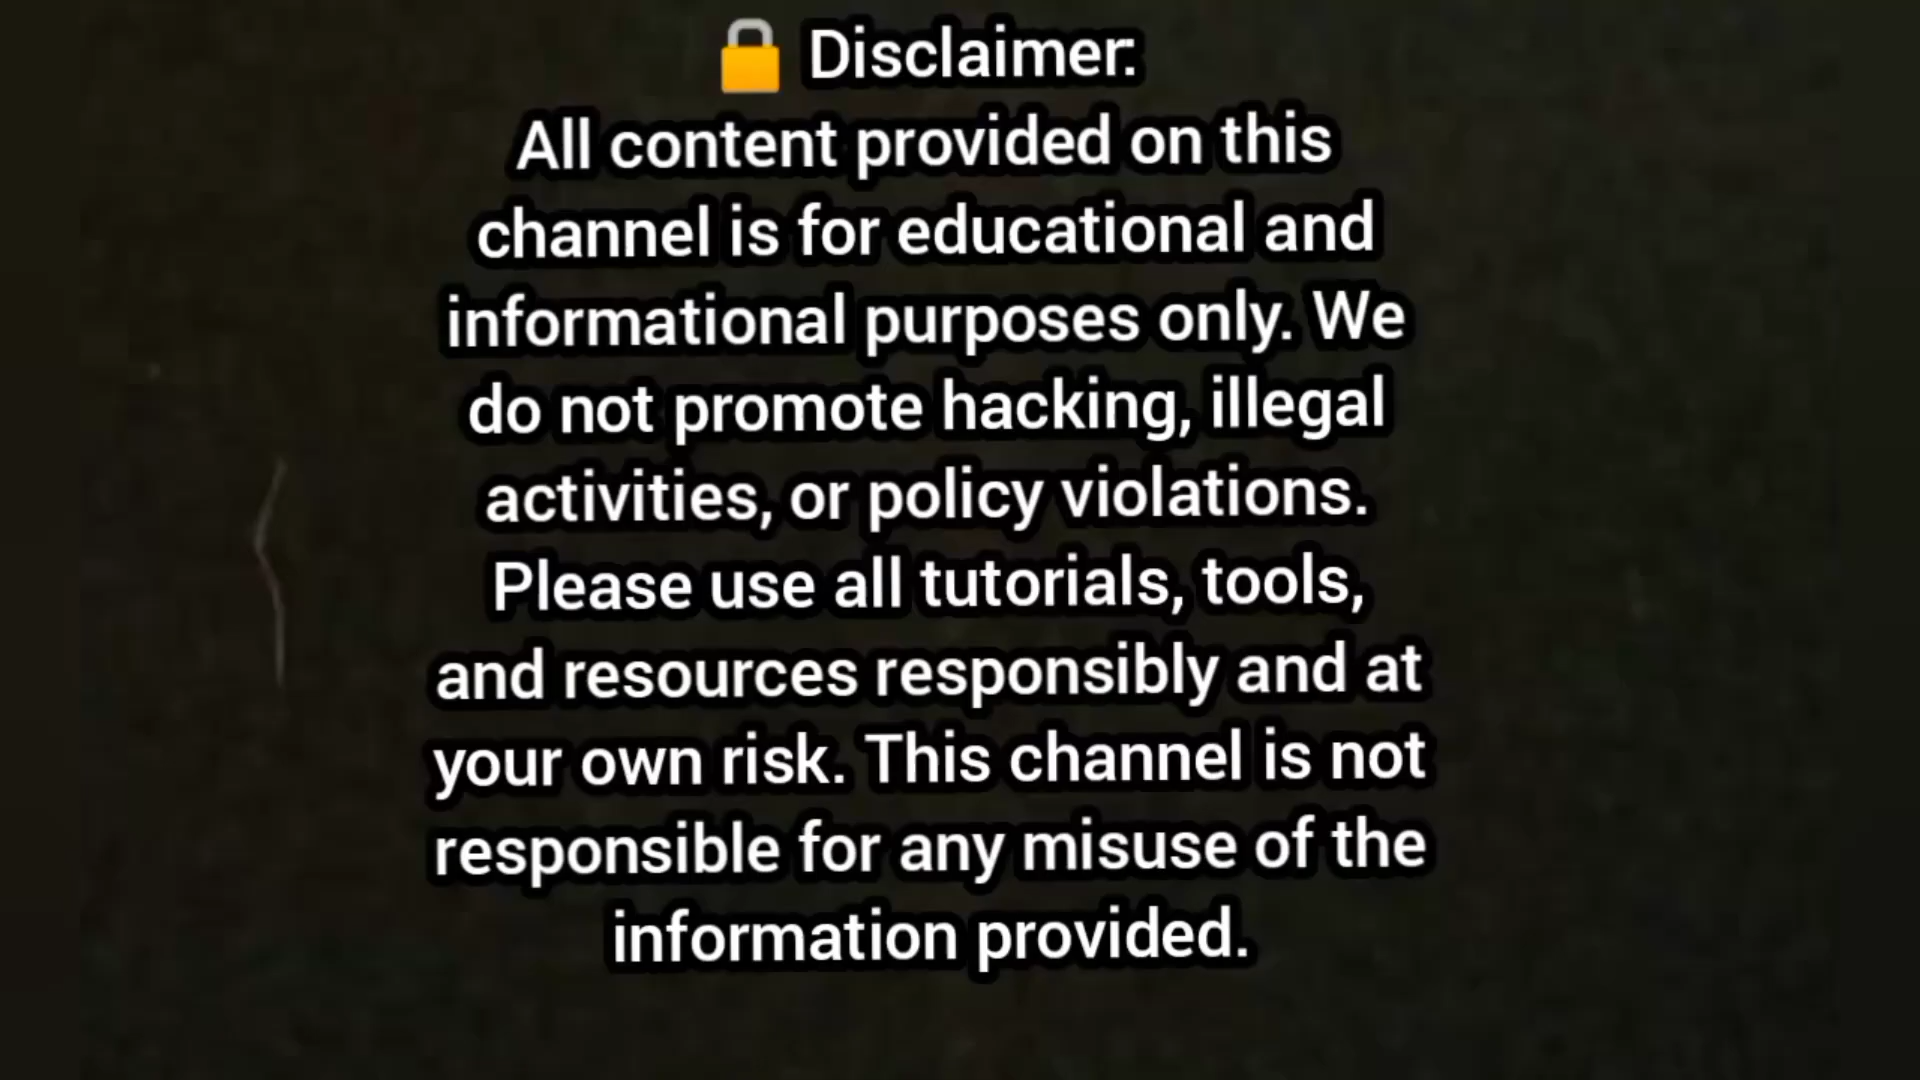 🔒 Disclaimer:
All content provided on this
channel is for educational and
informational purposes only. We
do not promote hacking, illegal
activities, or policy violations.
Please use all tutorials, tools,
and resources responsibly and at
your own risk. This channel is not
responsible for any misuse of the
information provided.